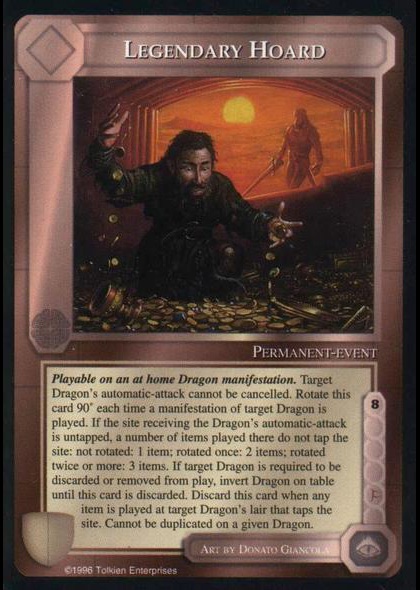 LEGENDARY HOARD
PERMANENT-EVENT
Playable on an at home Dragon manifestation. Target
Dragon's automatic-attack cannot be cancelled. Rotate this
card 90° each time a manifestation of target Dragon is
played. If the site receiving the Dragon's automatic-attack
is untapped, a number of items played there do not tap the
site: not rotated: 1 item; rotated once: 2 items; rotated
twice or more: 3 items. If target Dragon is required to be
discarded or removed from play, invert Dragon on table
until this card is discarded. Discard this card when any
item is played at target Dragon's lair that taps the
site. Cannot be duplicated on a given Dragon.
8
ART BY DONATO GIANCOLA
©1996 Tolkien Enterprises